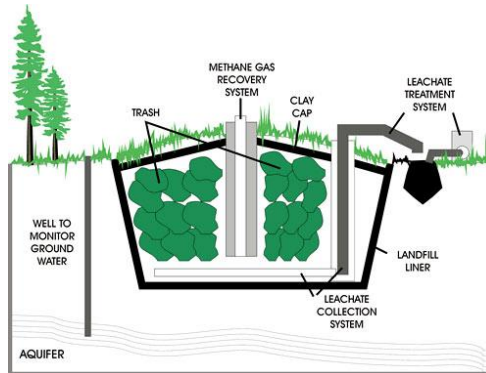 METHANE GAS
RECOVERY
SYSTEM
LEACHATE
TREATMENT
SYSTEM
TRASH
CLAY
CAP
WELL TO
MONITOR
GROUND
WATER
LANDFILL
LINER
LEACHATE
COLLECTION
SYSTEM
AQUIFER